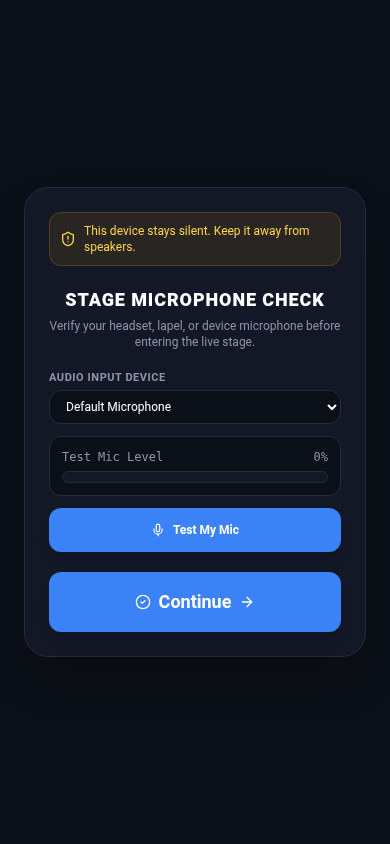 This device stays silent. Keep it away from
speakers.
STAGE MICROPHONE CHECK
Verify your headset, lapel, or device microphone before
entering the live stage.
AUDIO INPUT DEVICE
Default Microphone
Test Mic Level 0%
Test My Mic
Continue